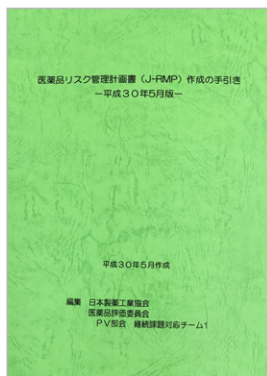 医薬品リスク管理計画書（J-RMP）作成の手引き
－平成３０年５月版－
平成３０年５月作成
編集　日本製薬工業協会
医薬品評価委員会
ＰＶ部会　継続課題対応チーム1